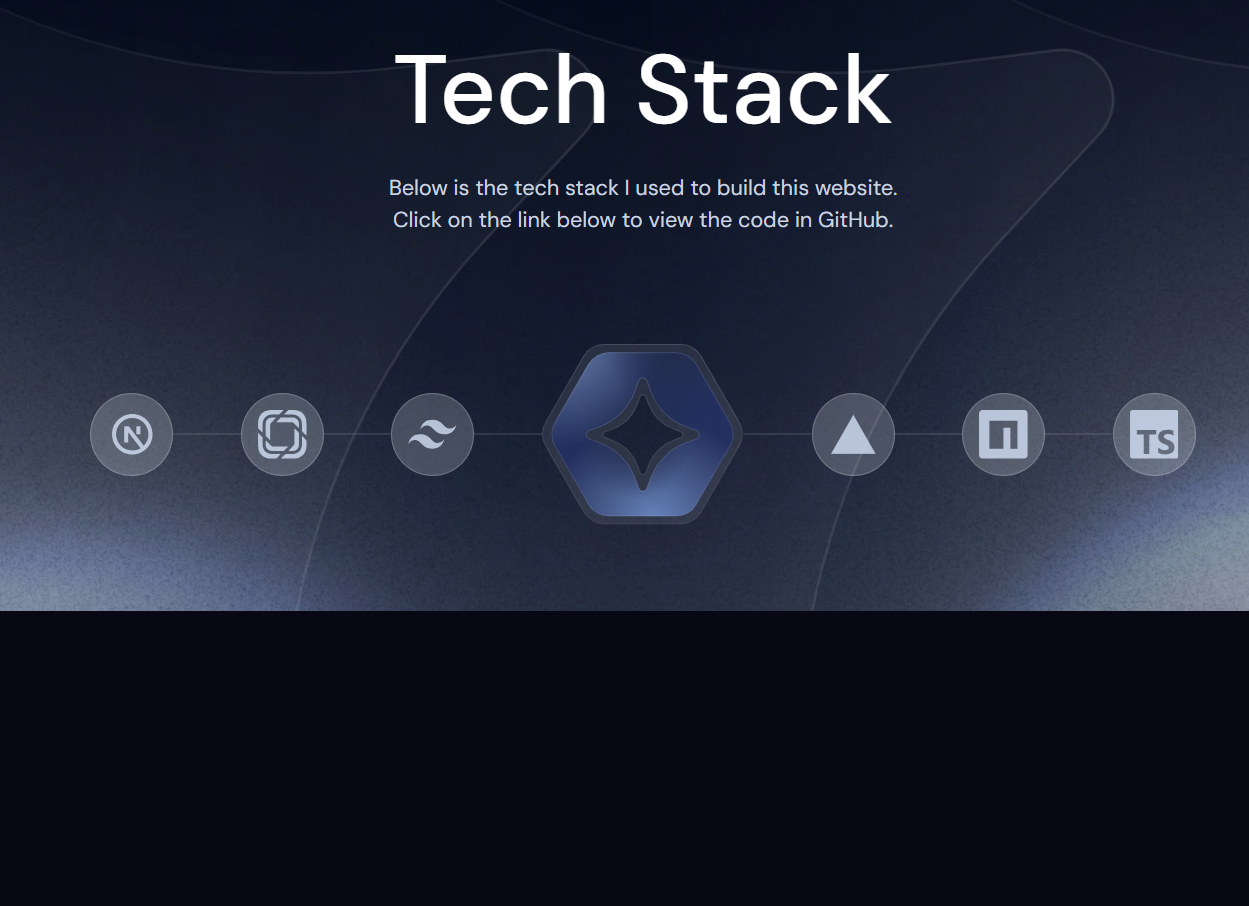 Tech Stack
Below is the tech stack I used to build this website.
Click on the link below to view the code in GitHub.
N
TS